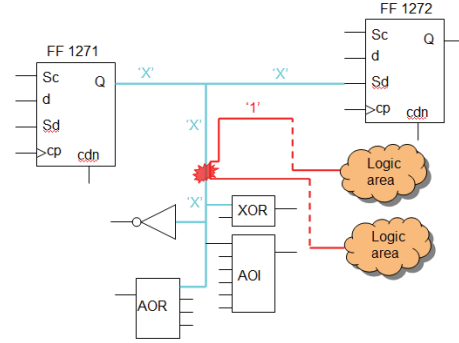 FF 1272
FF 1271
Sc
Q
d
Sd
cp
cdn
Sc
Q
d
Sd
cp
cdn
'X'
'X'
'X'
'1'
'X'
Logic
area
Logic
area
XOR
AOI
AOR